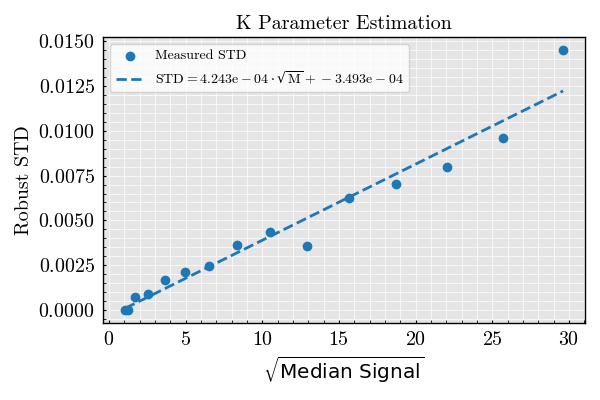 K Parameter Estimation
Measured STD
STD = 4.243e − 04 · √M + −3.493e − 04
Robust STD
0.0150
0.0125
0.0100
0.0075
0.0050
0.0025
0.0000
0 5 10 15 20 25 30
√Median Signal